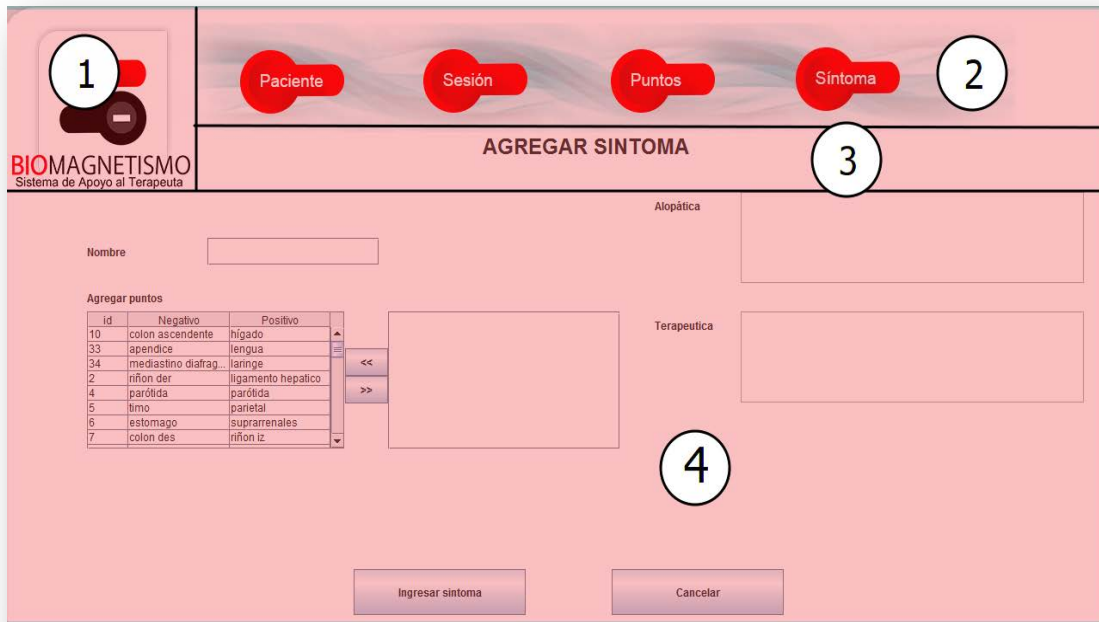 1
BIOMAGNETISMO
Sistema de Apoyo al Terapeuta
Paciente Sesión Puntos Síntoma 2
AGREGAR SINTOMA 3
Alopática
Nombre
Agregar puntos
id Negativo Positivo
10 colon ascendente hígado
33 apendice lengua
34 mediastino diafrag... laringe
2 riñon der ligamento hepatico
4 parótida parótida
5 timo parietal
6 estomago suprarrenales
7 colon des riñon iz
<<
>>
Terapeutica
4
Ingresar sintoma Cancelar